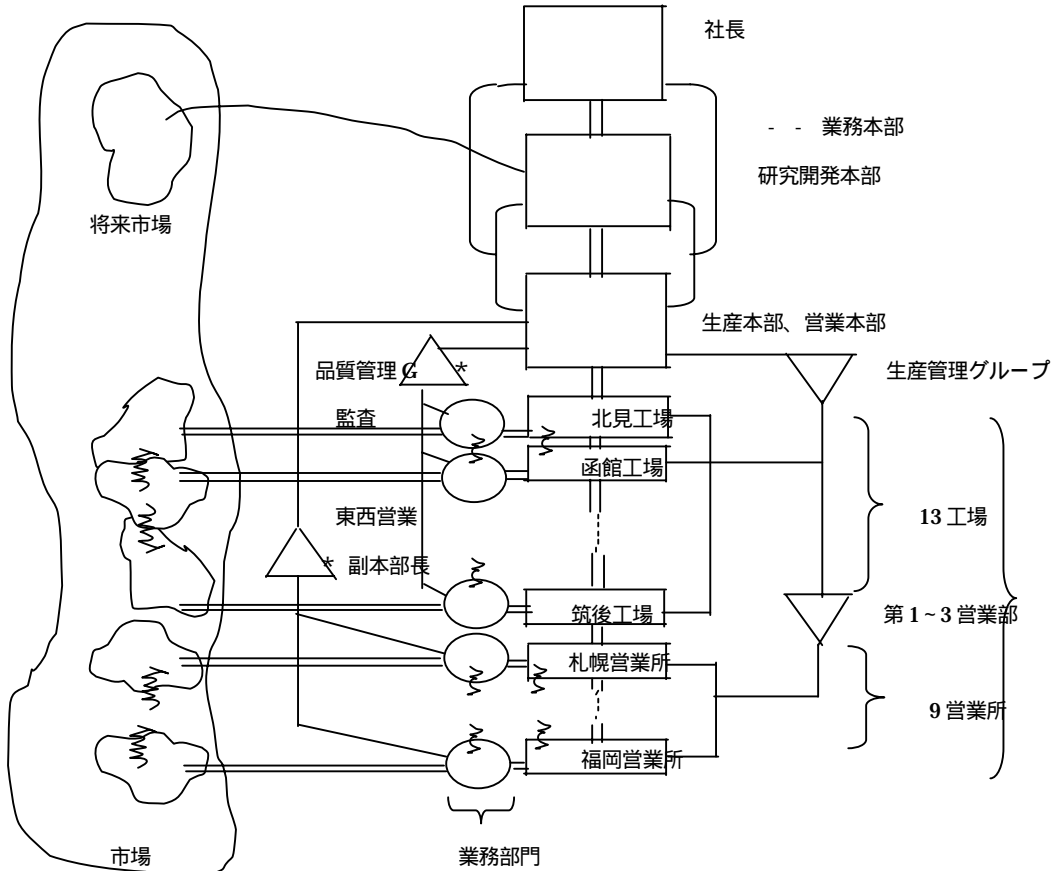 社長
- - 業務本部
研究開発本部
将来市場
生産本部、営業本部
品質管理 G *
生産管理グループ
監査
北見工場
函館工場
東西営業
13 工場
* 副本部長
筑後工場
第 1 ~ 3 営業部
札幌営業所
9 営業所
福岡営業所
市場
業務部門